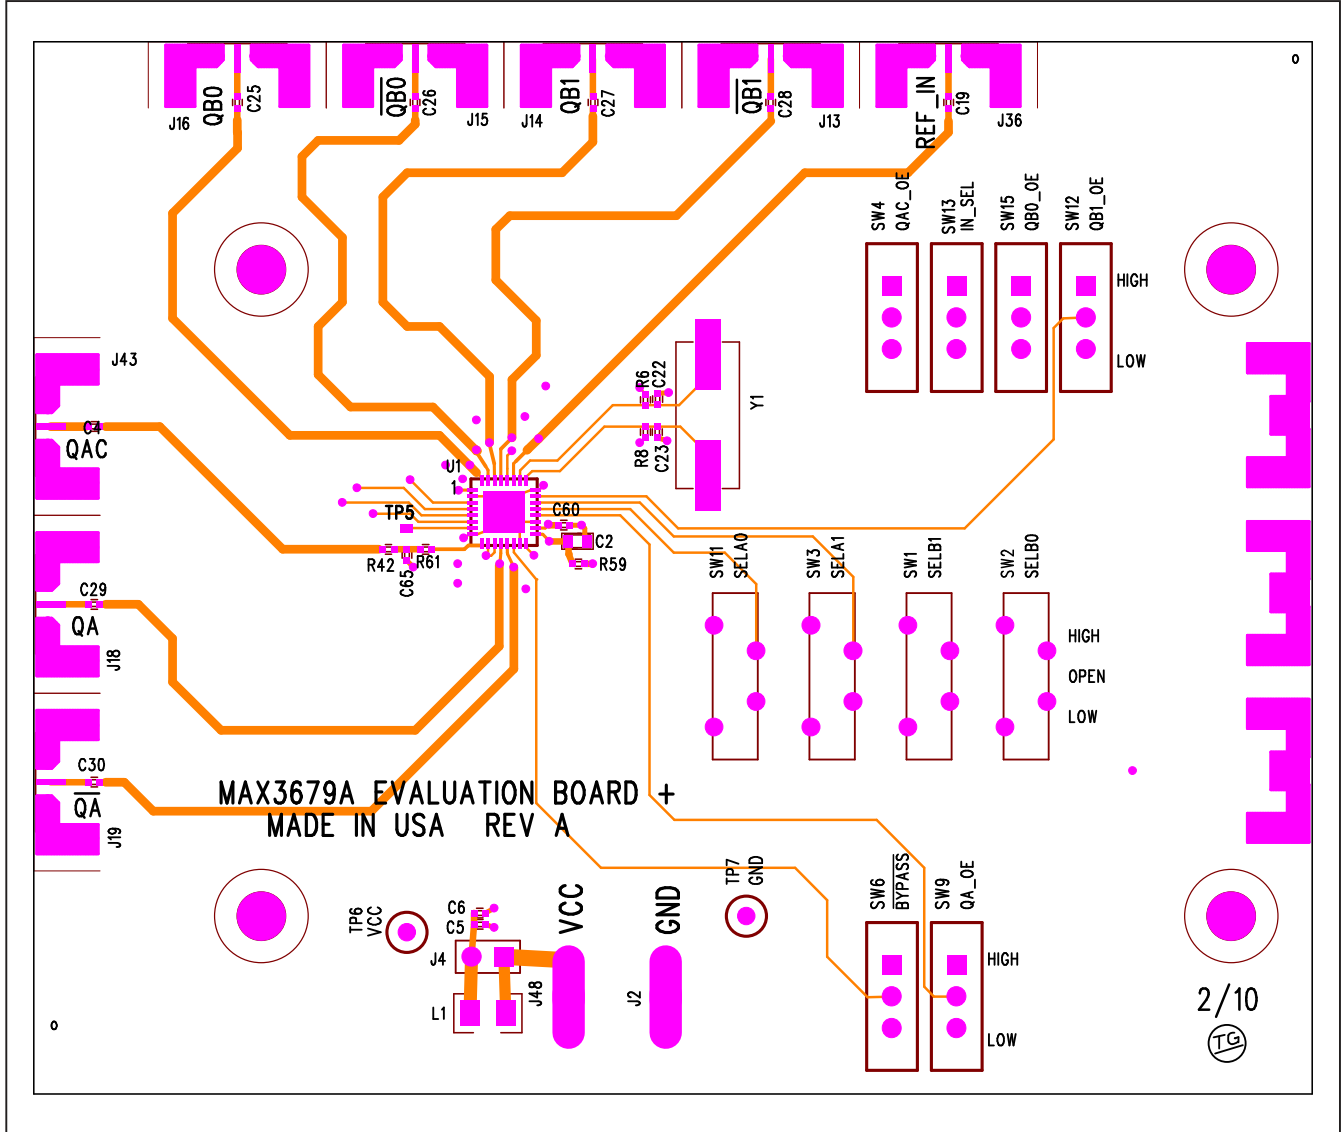 J16
QB0
C25
QB0
C26
J15
J14
QB1
C27
QB1
C28
J13
REF_IN
C19
J36
SW4
QAC_OE
SW13
IN_SEL
SW15
QB0_OE
SW12
QB1_OE
HIGH
LOW
J43
C4
QAC
R6
C22
Y1
R8
C23
U1
1
TP5
C60
C2
R59
R42
C65
R61
C29
QA
J18
SW11
SELA0
SW3
SELA1
SW1
SELB1
SW2
SELB0
HIGH
OPEN
LOW
C30
QA
J19
MAX3679A EVALUATION BOARD +
MADE IN USA REV A
TP6
VCC
C6
C5
J4
L1
J48
VCC
J2
GND
TP7
GND
SW6
BYPASS
SW9
QA_OE
HIGH
LOW
2/10
TG